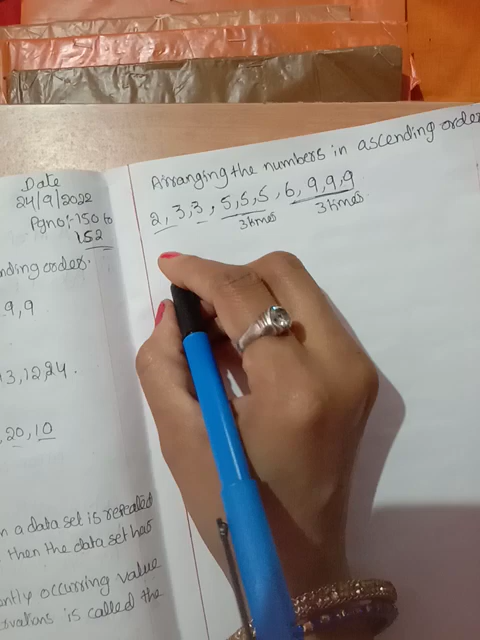 Date
24/9/2022
Pgno:-150 to
152
nding order.
9,9
13,12,24.
,20,10
n a data set is repeated
, then the data set has
ntly occurring value
rvations is called the
Arranging the numbers in ascending order
2, 3,3, 5,5,5, 6, 9,9,9
3 times 3 times